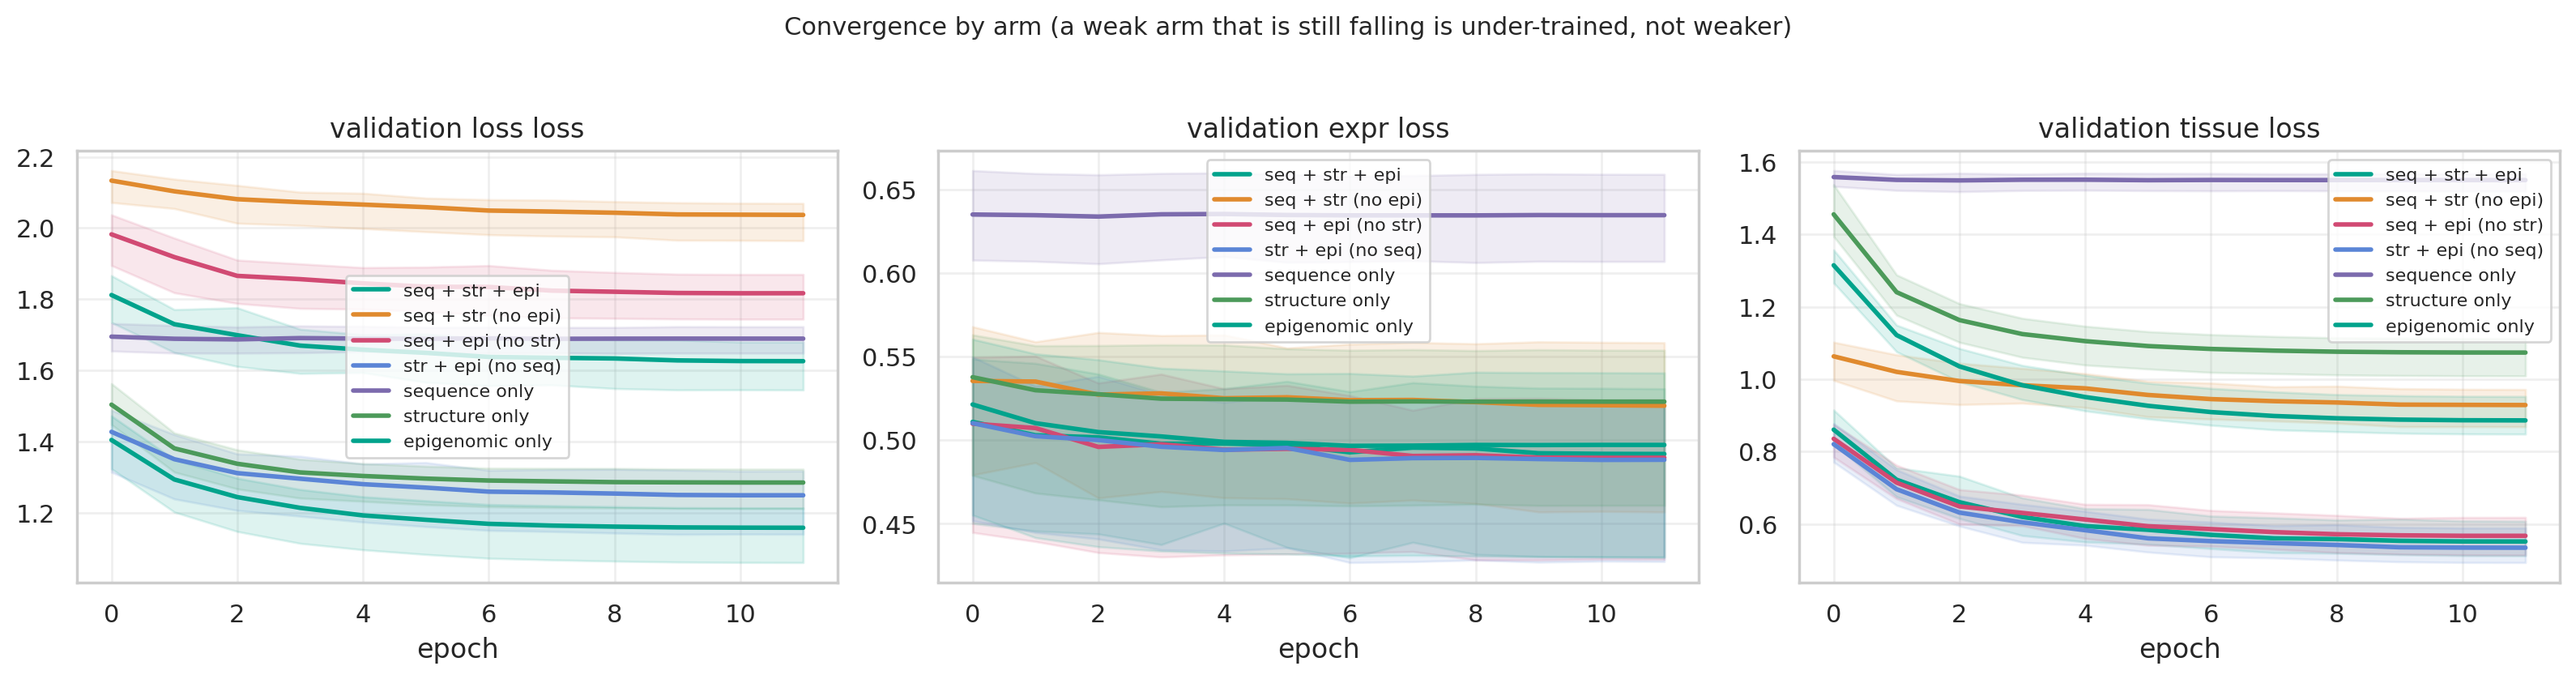 Convergence by arm (a weak arm that is still falling is under-trained, not weaker)
validation loss loss
2.2
2.0
1.8
1.6
1.4
1.2
seq + str + epi
seq + str (no epi)
seq + epi (no str)
str + epi (no seq)
sequence only
structure only
epigenomic only
0 2 4 6 8 10
epoch
validation expr loss
0.65
0.60
0.55
0.50
0.45
seq + str + epi
seq + str (no epi)
seq + epi (no str)
str + epi (no seq)
sequence only
structure only
epigenomic only
0 2 4 6 8 10
epoch
validation tissue loss
1.6
1.4
1.2
1.0
0.8
0.6
seq + str + epi
seq + str (no epi)
seq + epi (no str)
str + epi (no seq)
sequence only
structure only
epigenomic only
0 2 4 6 8 10
epoch